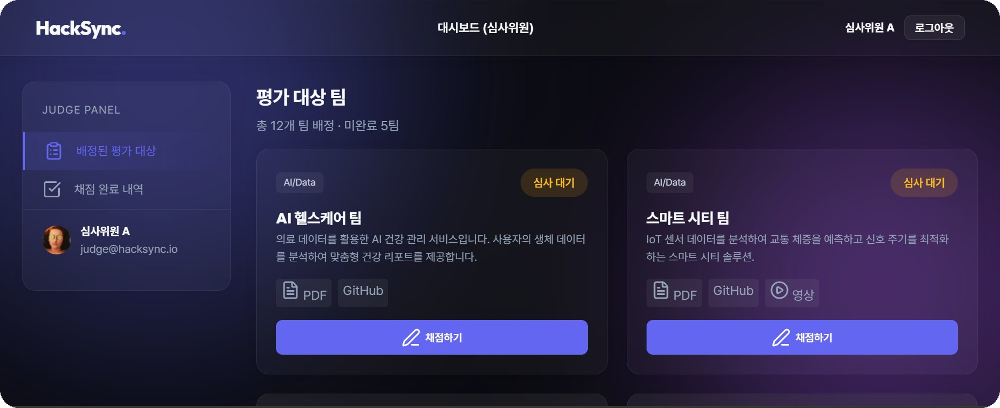 HackSync.
대시보드 (심사위원)
심사위원 A
로그아웃
JUDGE PANEL
배정된 평가 대상
채점 완료 내역
심사위원 A
judge@hacksync.io
평가 대상 팀
총 12개 팀 배정 · 미완료 5팀
AI/Data
심사 대기
AI 헬스케어 팀
의료 데이터를 활용한 AI 건강 관리 서비스입니다. 사용자의 생체 데이터
를 분석하여 맞춤형 건강 리포트를 제공합니다.
PDF
GitHub
채점하기
AI/Data
심사 대기
스마트 시티 팀
IoT 센서 데이터를 분석하여 교통 체증을 예측하고 신호 주기를 최적화
하는 스마트 시티 솔루션.
PDF
GitHub
영상
채점하기